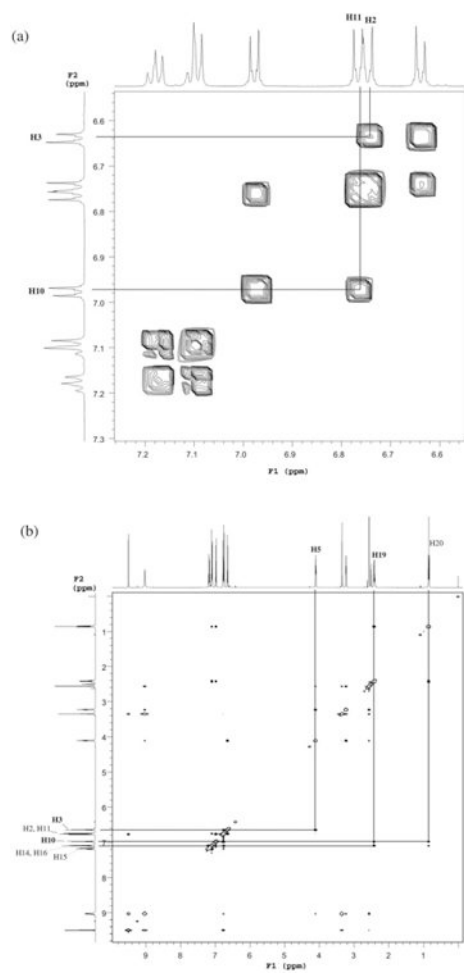 (a)
H11 H2
F2
(ppm)
H3
6.6
6.7
6.8
6.9
H10
7.0
7.1
7.2
7.3
7.2 7.1 7.0 6.9 6.8 6.7 6.6
F1 (ppm)
(b)
H20
H5
H19
F2
(ppm)
1
2
3
4
5
6
H3
H2, H11
7
H10
H14, H16
H15
8
9
9 8 7 6 5 4 3 2 1 0
F1 (ppm)